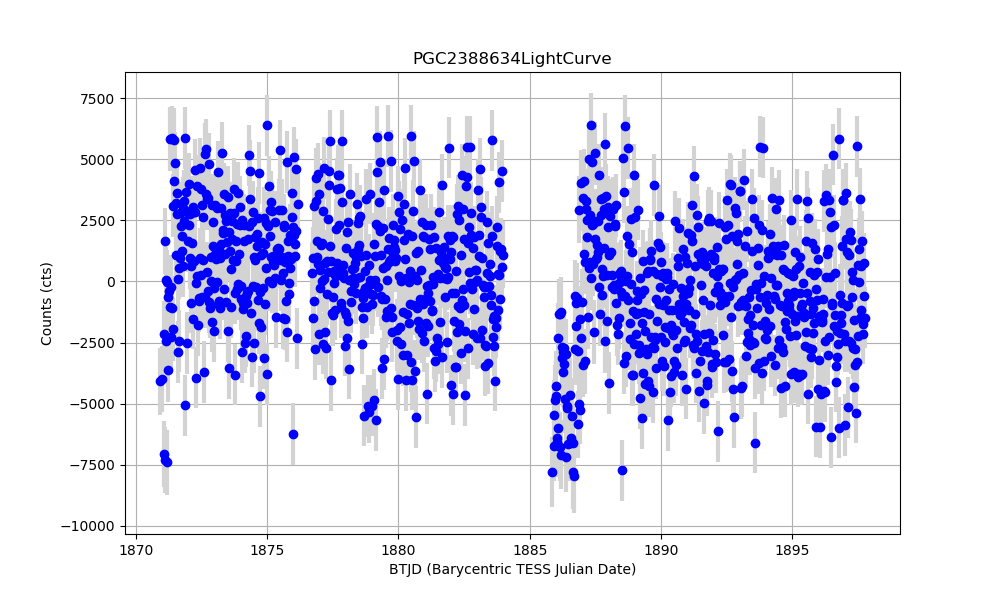 PGC2388634LightCurve
7500
5000
2500
0
−2500
−5000
−7500
−10000
Counts (cts)
1870 1875 1880 1885 1890 1895
BTJD (Barycentric TESS Julian Date)